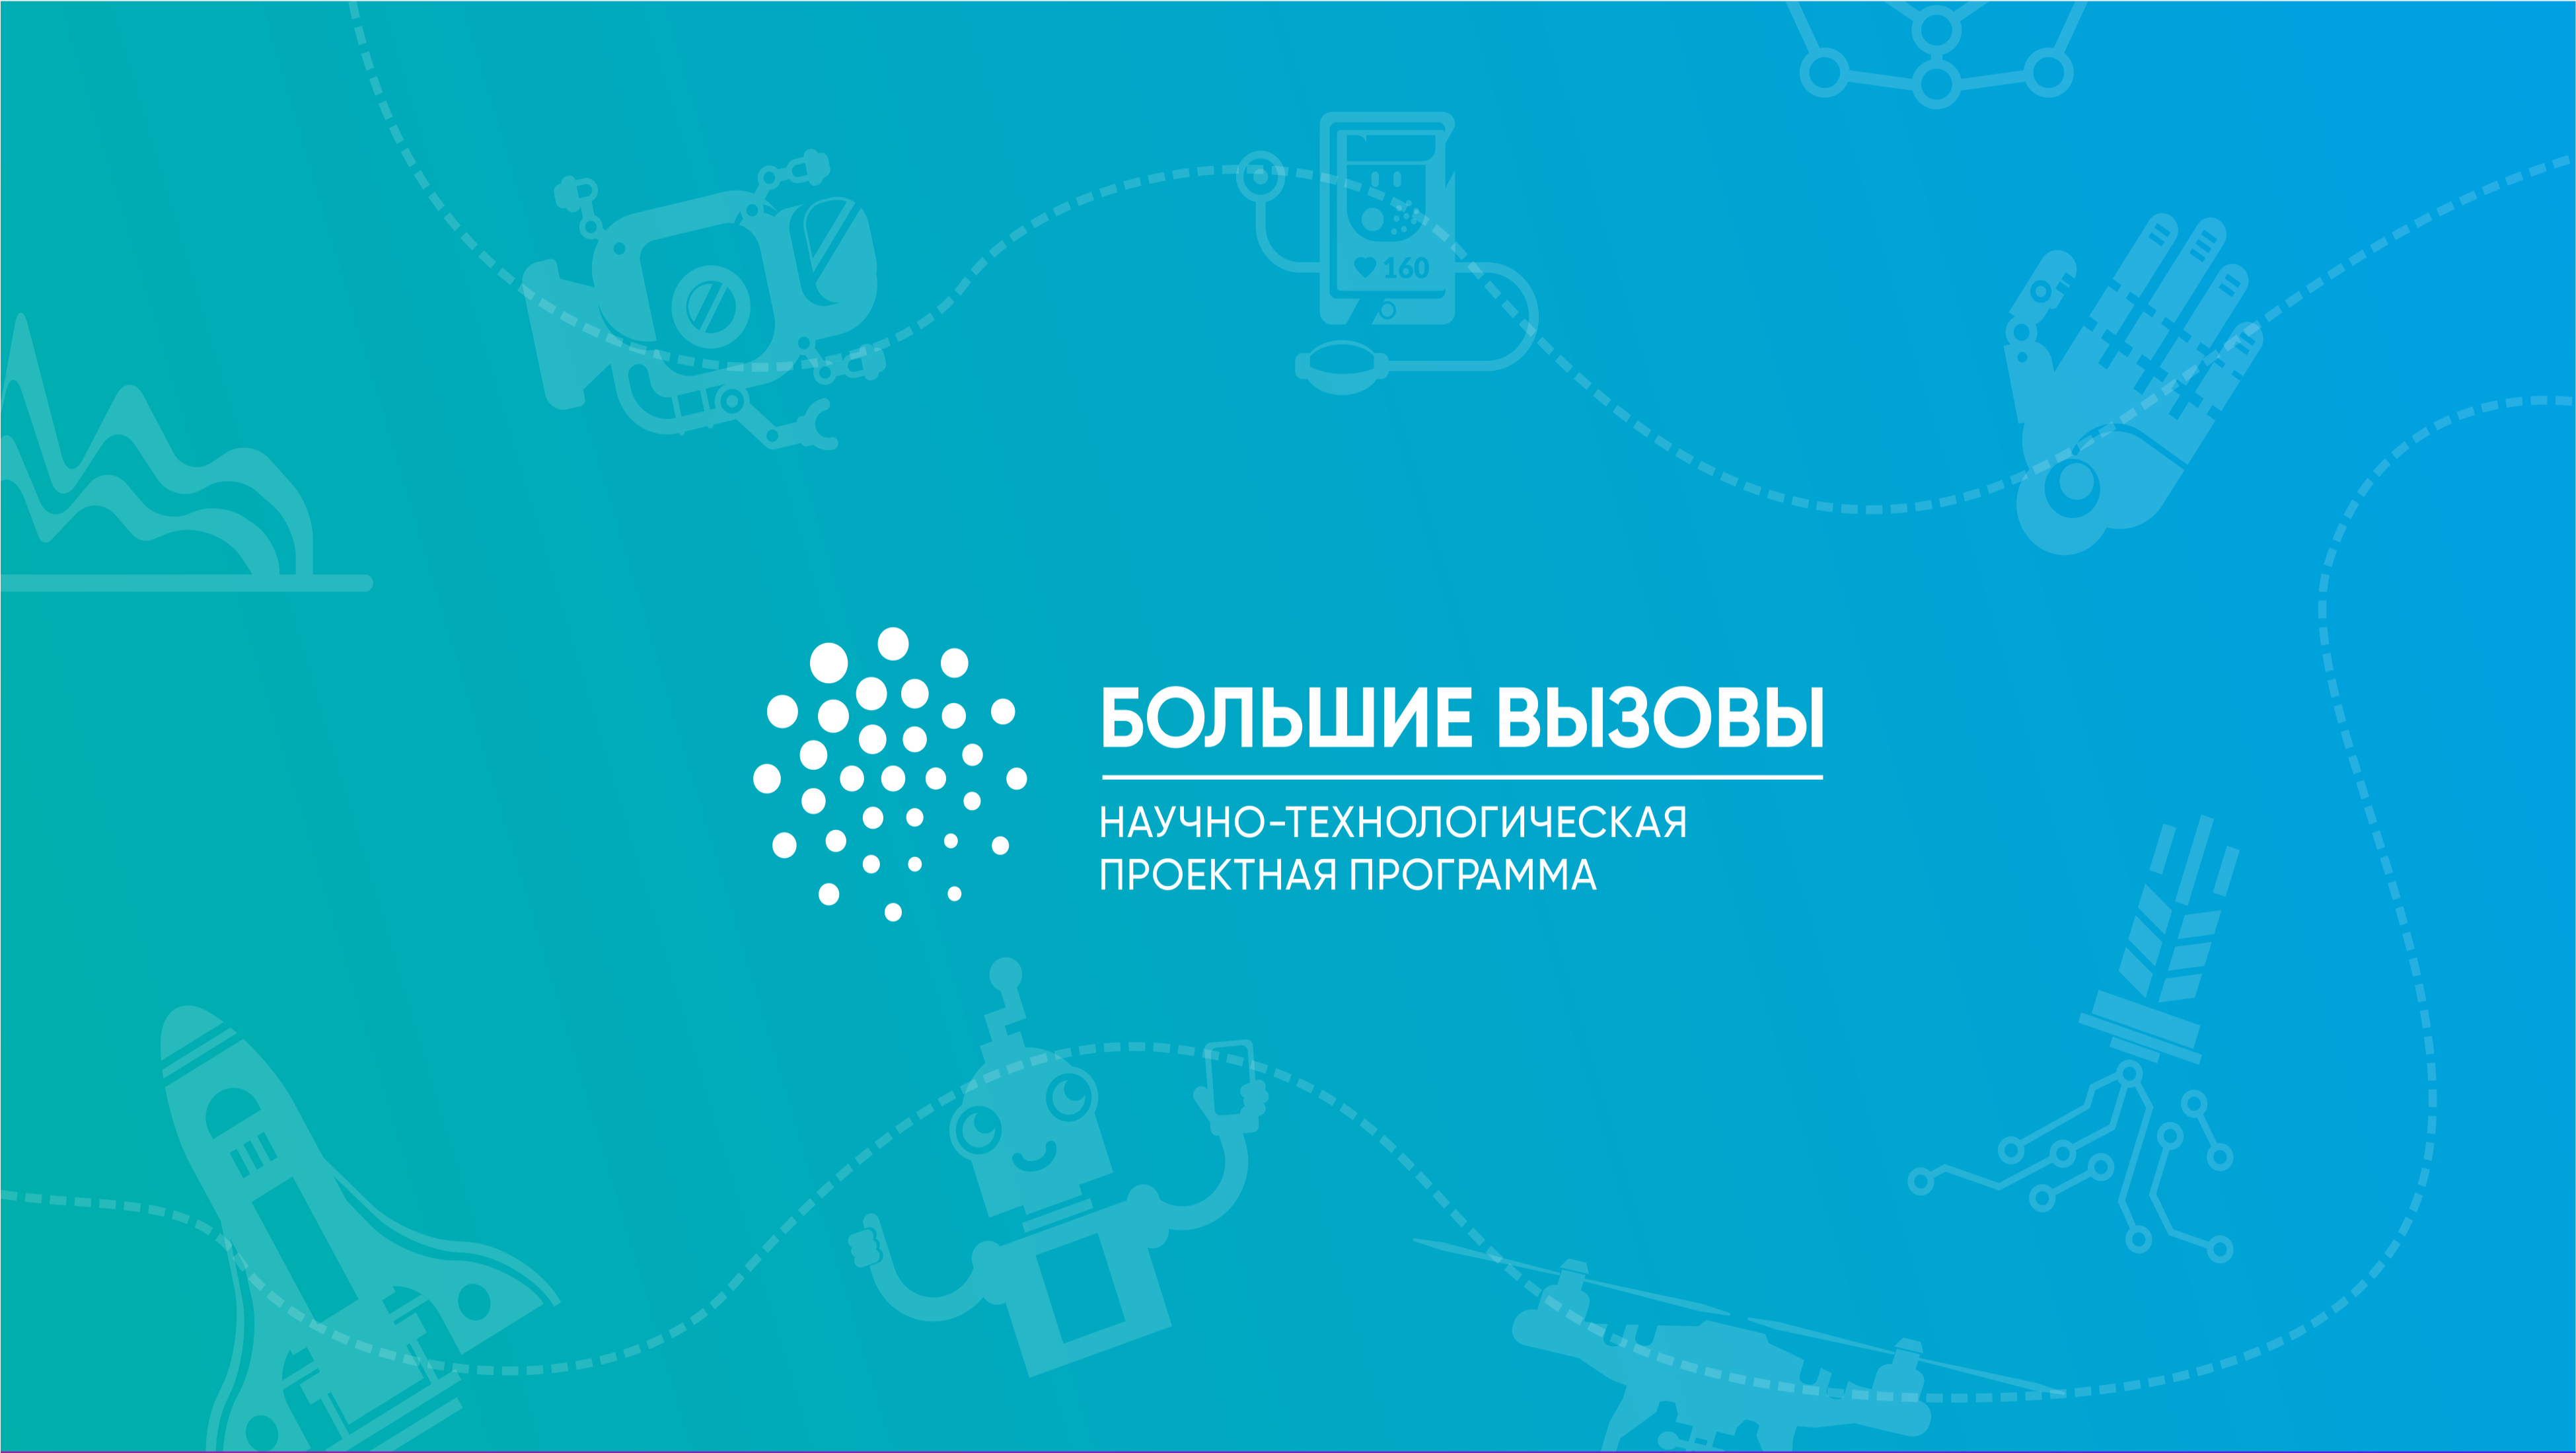 160
БОЛЬШИЕ ВЫЗОВЫ
НАУЧНО-ТЕХНОЛОГИЧЕСКАЯ
ПРОЕКТНАЯ ПРОГРАММА